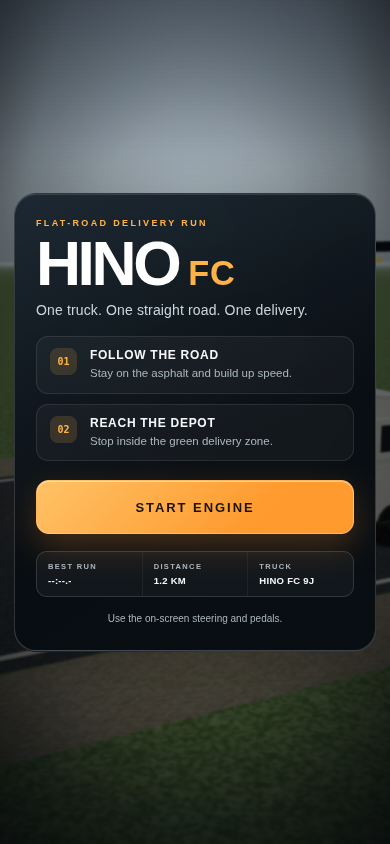 FLAT-ROAD DELIVERY RUN
HINO FC
One truck. One straight road. One delivery.
01 FOLLOW THE ROAD
Stay on the asphalt and build up speed.
02 REACH THE DEPOT
Stop inside the green delivery zone.
START ENGINE
BEST RUN DISTANCE TRUCK
--:--.- 1.2 KM HINO FC 9J
Use the on-screen steering and pedals.